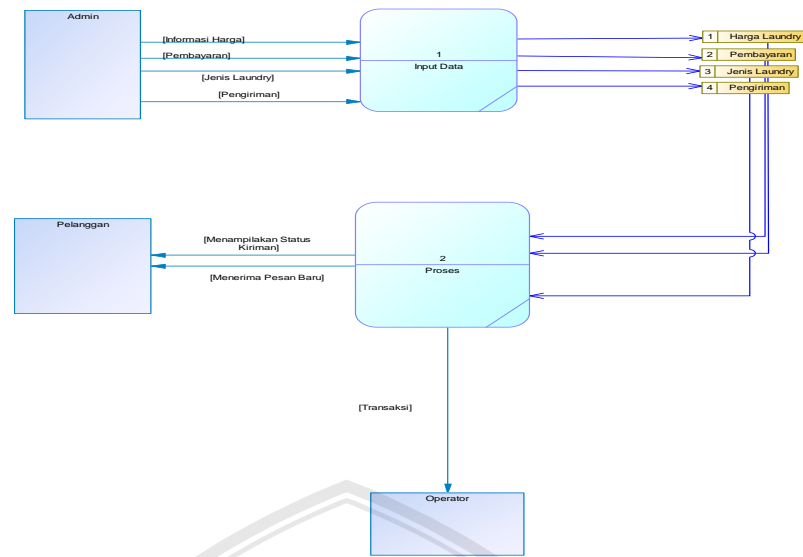 Admin
[Informasi Harga]
[Pembayaran]
[Jenis Laundry]
[Pengiriman]
1
Input Data
1 Harga Laundry
2 Pembayaran
3 Jenis Laundry
4 Pengiriman
Pelanggan
[Menampilakan Status
Kiriman]
[Menerima Pesan Baru]
2
Proses
[Transaksi]
Operator